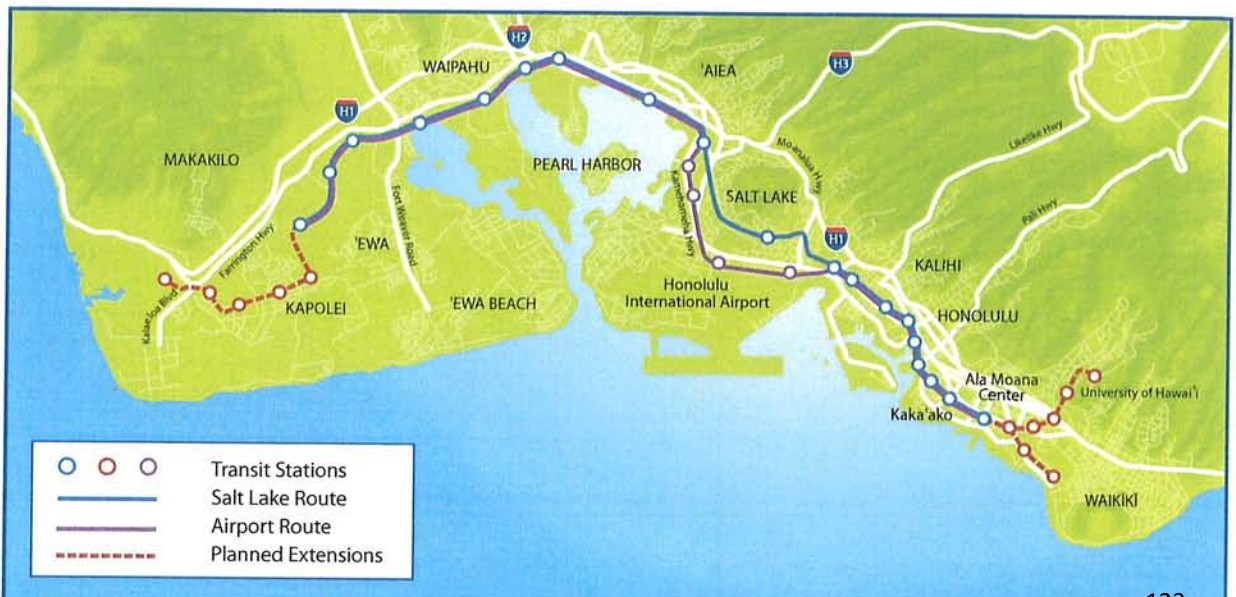 H2
WAIPAHU
'AIEA
H3
H1
MAKAKILO
PEARL HARBOR
Moanalua Hwy
Likelike Hwy
SALT LAKE
Kamehameha Hwy
Pali Hwy
Fort Weaver Road
Farrington Hwy
'EWA
H1
KALIHI
Honolulu
International Airport
'EWA BEACH
KAPOLEI
Kalaeloa Blvd
HONOLULU
Ala Moana
Center
University of Hawai'i
Kaka'ako
WAIKĪKĪ
Transit Stations
Salt Lake Route
Airport Route
Planned Extensions